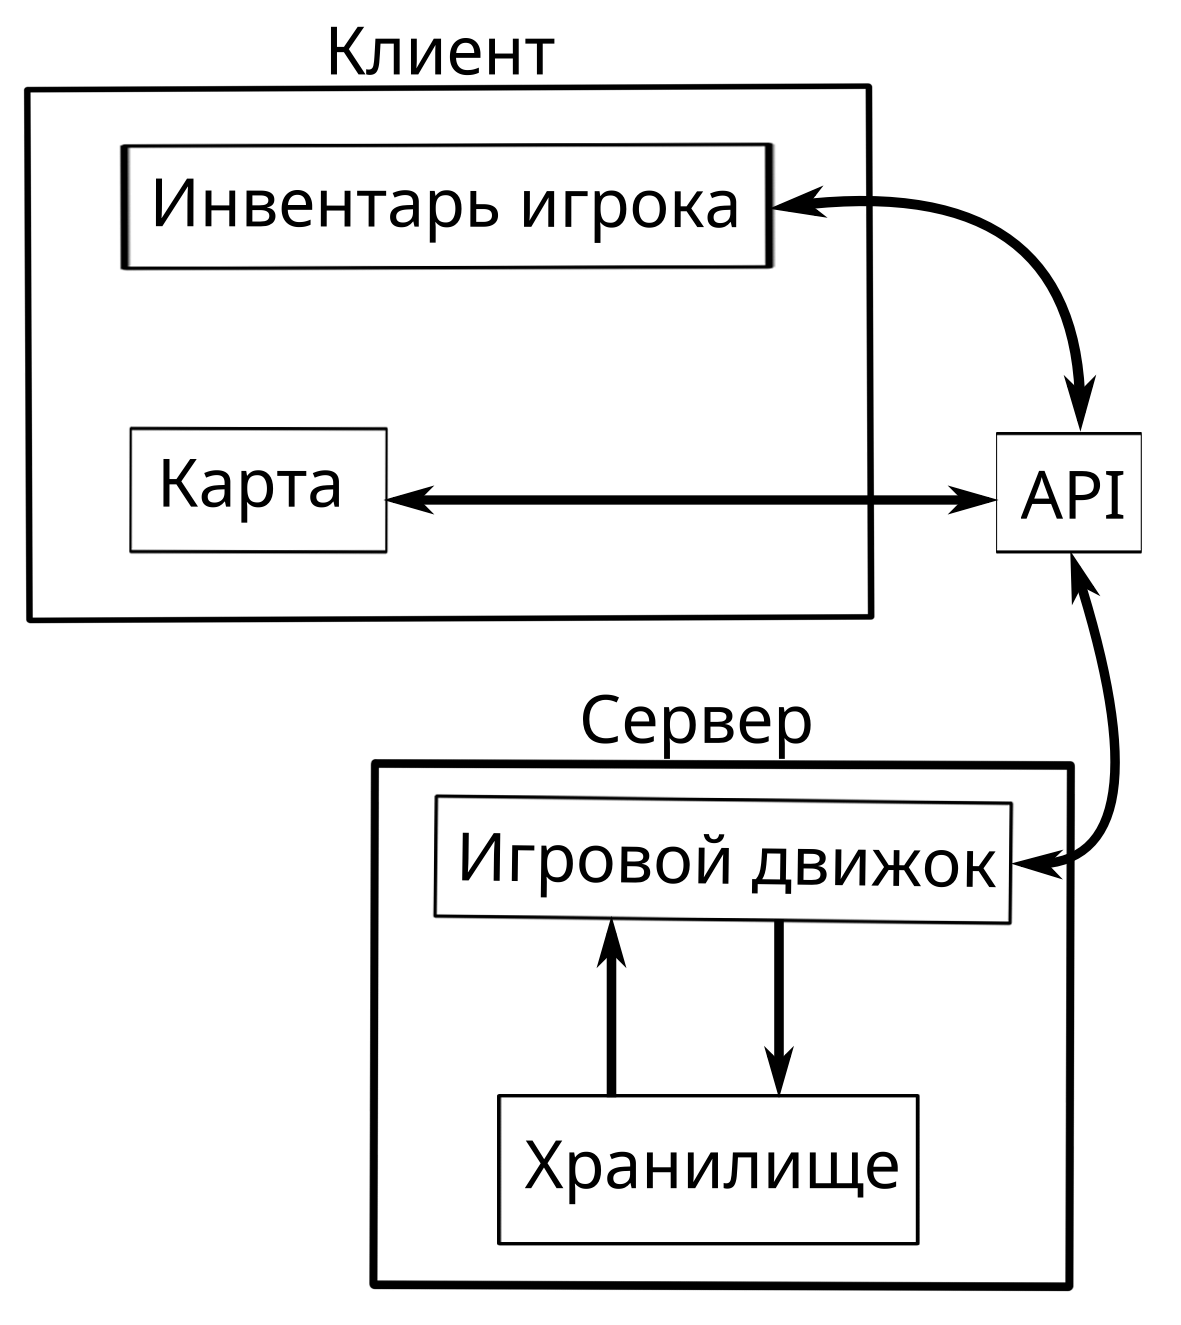 Клиент
Инвентарь игрока
Карта
API
Сервер
Игровой движок
Хранилище